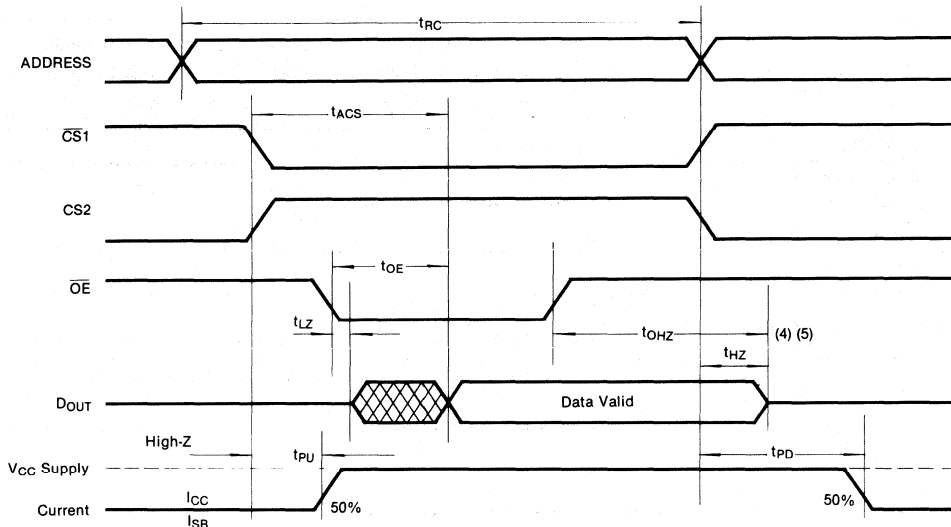 tRC
ADDRESS
tACS
CS1
CS2
tOE
OE
tLZ
tOHZ
(4) (5)
tHZ
DOUT
Data Valid
High-Z
tPU
tPD
VCC Supply
ICC
50%
50%
Current
ISB